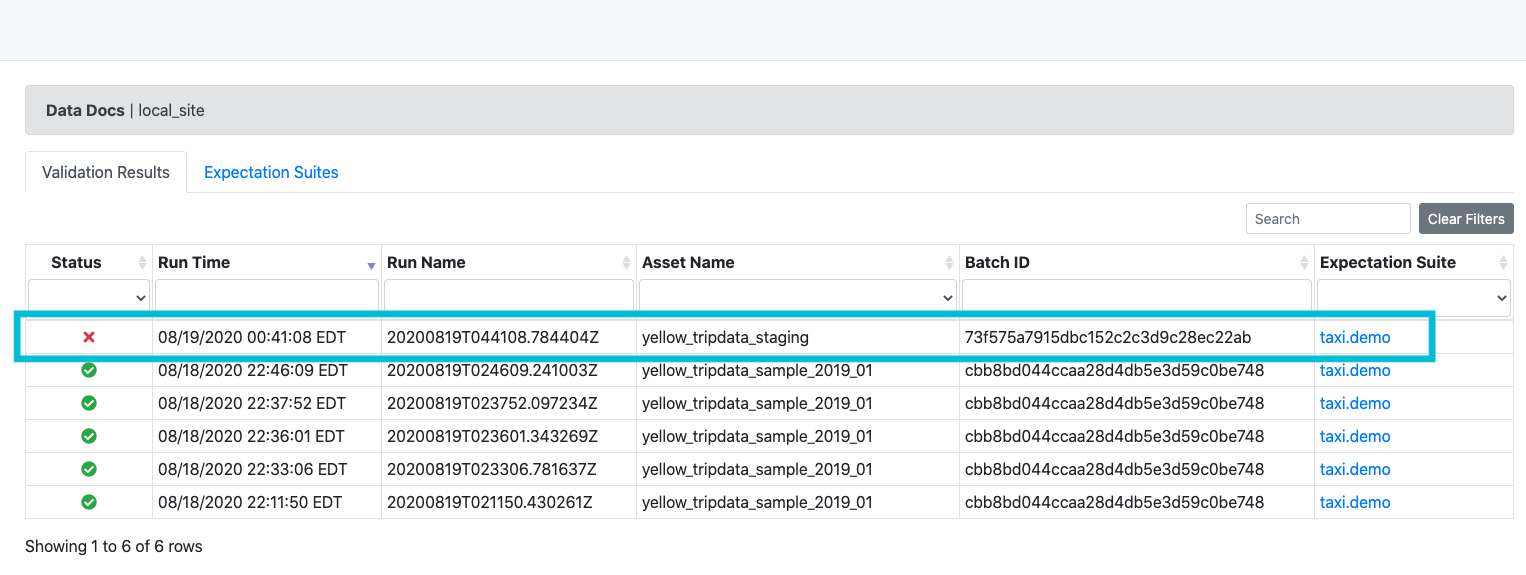 Data Docs | local_site
Validation Results Expectation Suites
Search Clear Filters
Status Run Time Run Name Asset Name Batch ID Expectation Suite
08/19/2020 00:41:08 EDT 20200819T044108.784404Z yellow_tripdata_staging 73f575a7915dbc152c2c3d9c28ec22ab taxi.demo
08/18/2020 22:46:09 EDT 20200819T024609.241003Z yellow_tripdata_sample_2019_01 cbb8bd044ccaa28d4db5e3d59c0be748 taxi.demo
08/18/2020 22:37:52 EDT 20200819T023752.097234Z yellow_tripdata_sample_2019_01 cbb8bd044ccaa28d4db5e3d59c0be748 taxi.demo
08/18/2020 22:36:01 EDT 20200819T023601.343269Z yellow_tripdata_sample_2019_01 cbb8bd044ccaa28d4db5e3d59c0be748 taxi.demo
08/18/2020 22:33:06 EDT 20200819T023306.781637Z yellow_tripdata_sample_2019_01 cbb8bd044ccaa28d4db5e3d59c0be748 taxi.demo
08/18/2020 22:11:50 EDT 20200819T021150.430261Z yellow_tripdata_sample_2019_01 cbb8bd044ccaa28d4db5e3d59c0be748 taxi.demo
Showing 1 to 6 of 6 rows